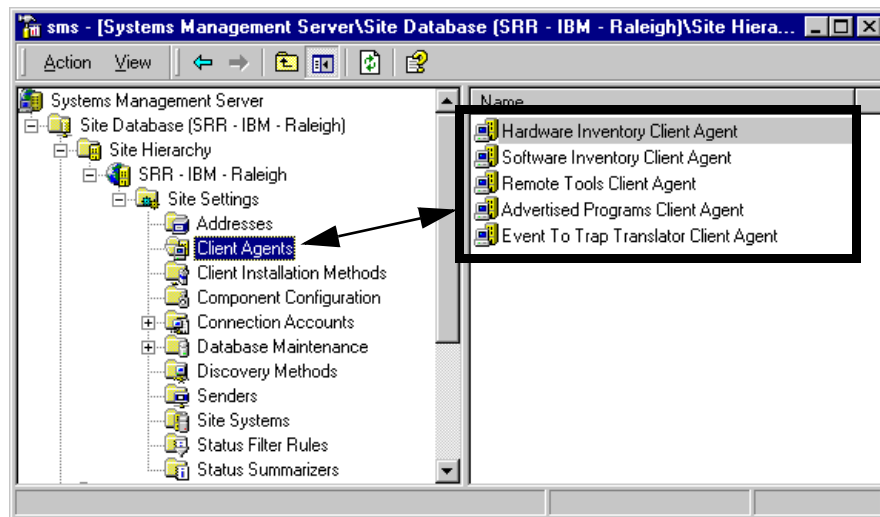 sms - [Systems Management Server\Site Database (SRR - IBM - Raleigh)\Site Hiera...
Action View
Systems Management Server
Site Database (SRR - IBM - Raleigh)
Site Hierarchy
SRR - IBM - Raleigh
Site Settings
Addresses
Client Agents
Client Installation Methods
Component Configuration
Connection Accounts
Database Maintenance
Discovery Methods
Senders
Site Systems
Status Filter Rules
Status Summarizers
Name
Hardware Inventory Client Agent
Software Inventory Client Agent
Remote Tools Client Agent
Advertised Programs Client Agent
Event To Trap Translator Client Agent